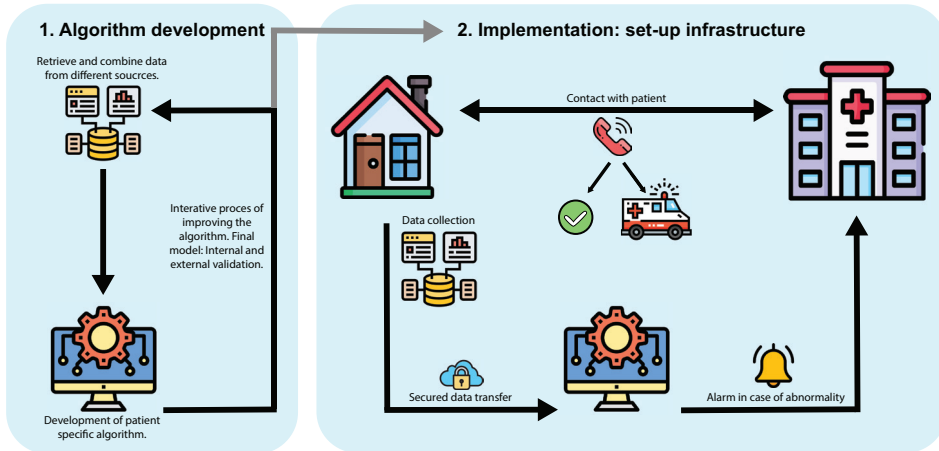 1. Algorithm development
Retrieve and combine data
from different sourcres.
Interative proces of
improving the
algorithm. Final
model: Internal and
external validation.
Development of patient
specific algorithm.
2. Implementation: set-up infrastructure
Contact with patient
Data collection
Secured data transfer
Alarm in case of abnormality